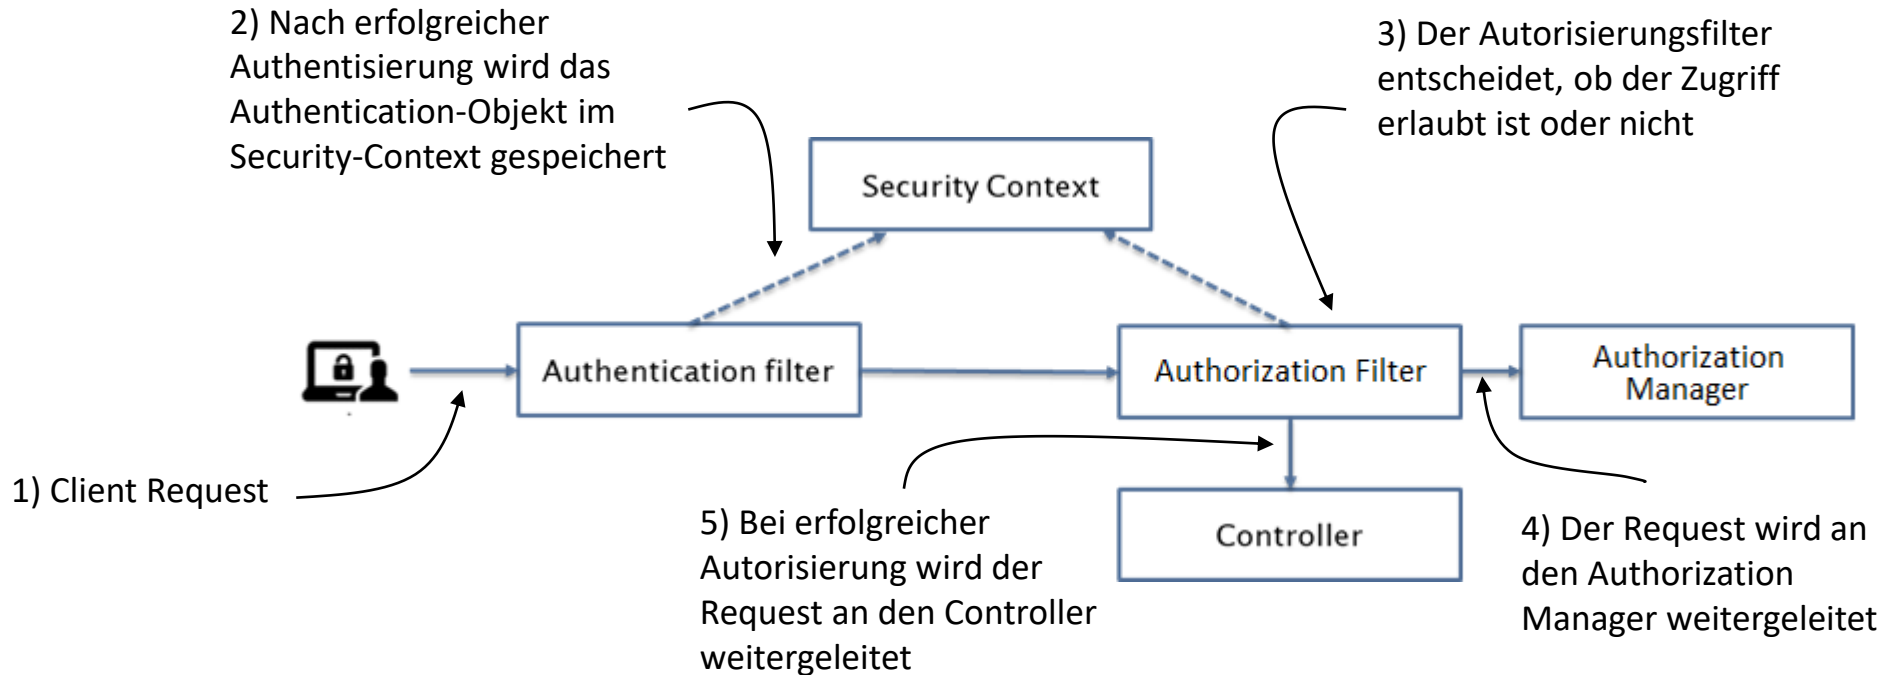 2) Nach erfolgreicher
Authentisierung wird das
Authentication-Objekt im
Security-Context gespeichert
3) Der Autorisierungsfilter
entscheidet, ob der Zugriff
erlaubt ist oder nicht
Security Context
Authentication filter
Authorization Filter
Authorization
Manager
1) Client Request
5) Bei erfolgreicher
Autorisierung wird der
Request an den Controller
weitergeleitet
Controller
4) Der Request wird an
den Authorization
Manager weitergeleitet